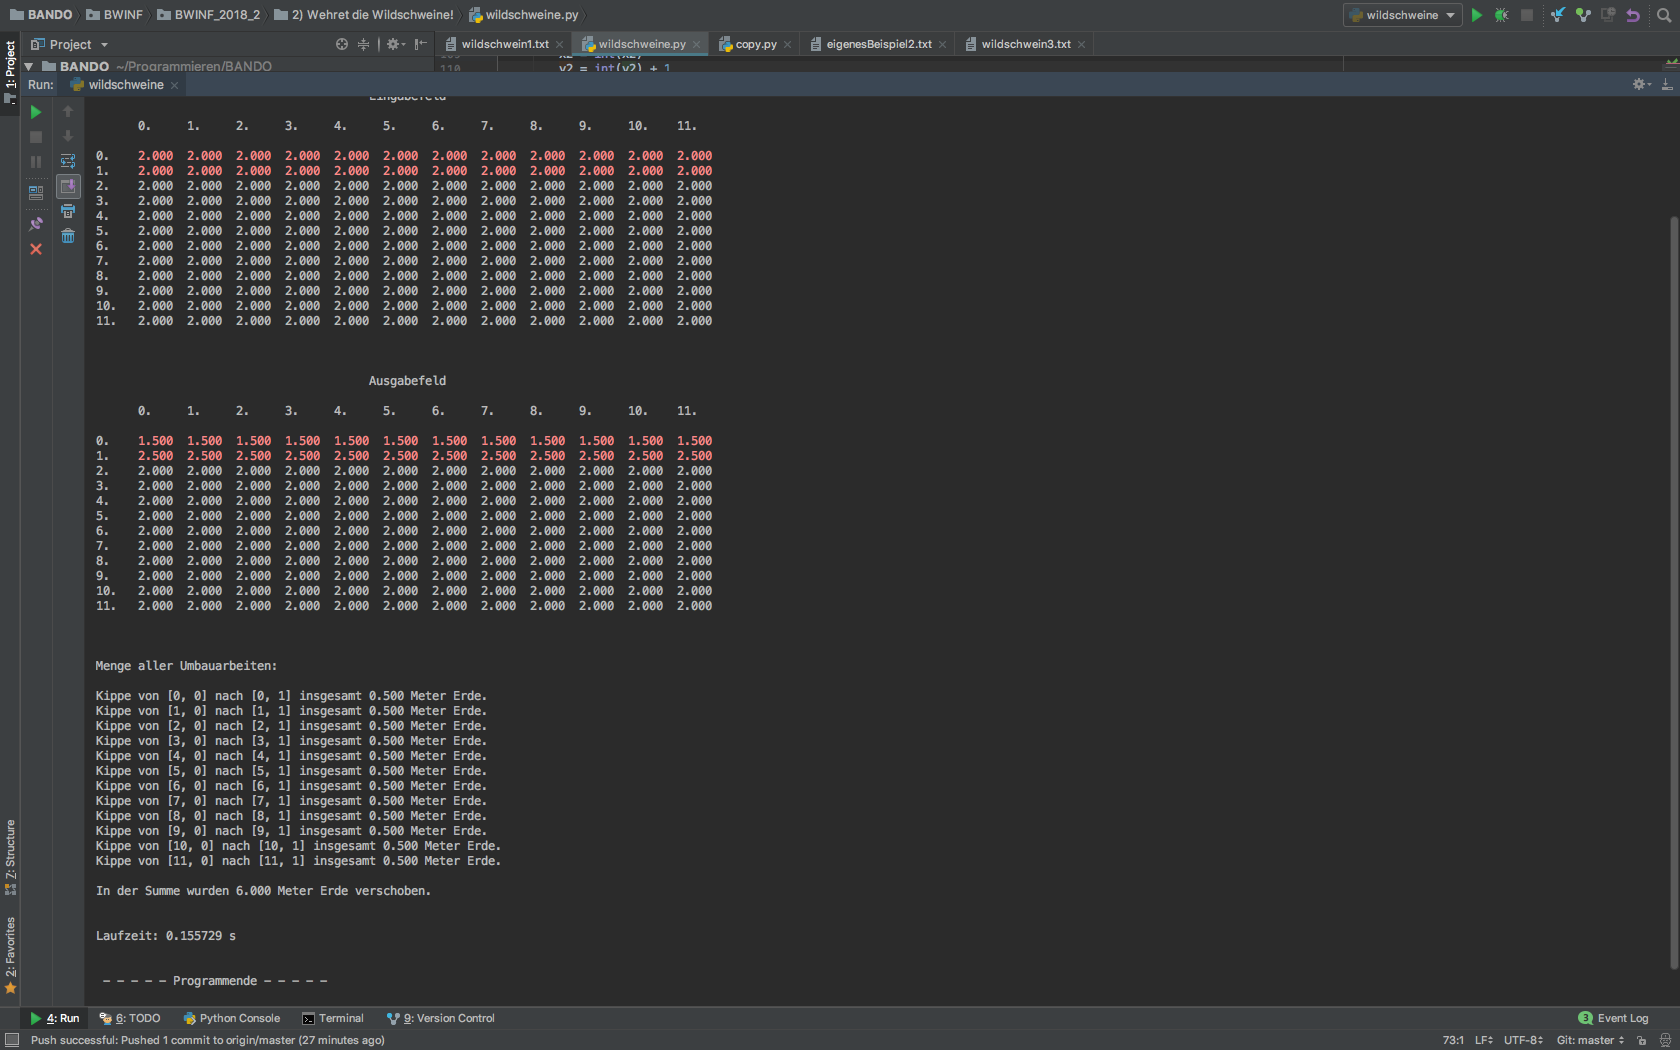 BANDO BWINF BWINF_2018_2 2) Wehret die Wildschweine! wildschweine.py wildschweine
Project wildschwein1.txt wildschweine.py copy.py eigenesBeispiel2.txt wildschwein3.txt
BANDO ~/Programmieren/BANDO
110 y2 = int(y2) + 1
Run: wildschweine
1: Project
Eingabefeld
0. 1. 2. 3. 4. 5. 6. 7. 8. 9. 10. 11.
0. 2.000 2.000 2.000 2.000 2.000 2.000 2.000 2.000 2.000 2.000 2.000 2.000
1. 2.000 2.000 2.000 2.000 2.000 2.000 2.000 2.000 2.000 2.000 2.000 2.000
2. 2.000 2.000 2.000 2.000 2.000 2.000 2.000 2.000 2.000 2.000 2.000 2.000
3. 2.000 2.000 2.000 2.000 2.000 2.000 2.000 2.000 2.000 2.000 2.000 2.000
4. 2.000 2.000 2.000 2.000 2.000 2.000 2.000 2.000 2.000 2.000 2.000 2.000
5. 2.000 2.000 2.000 2.000 2.000 2.000 2.000 2.000 2.000 2.000 2.000 2.000
6. 2.000 2.000 2.000 2.000 2.000 2.000 2.000 2.000 2.000 2.000 2.000 2.000
7. 2.000 2.000 2.000 2.000 2.000 2.000 2.000 2.000 2.000 2.000 2.000 2.000
8. 2.000 2.000 2.000 2.000 2.000 2.000 2.000 2.000 2.000 2.000 2.000 2.000
9. 2.000 2.000 2.000 2.000 2.000 2.000 2.000 2.000 2.000 2.000 2.000 2.000
10. 2.000 2.000 2.000 2.000 2.000 2.000 2.000 2.000 2.000 2.000 2.000 2.000
11. 2.000 2.000 2.000 2.000 2.000 2.000 2.000 2.000 2.000 2.000 2.000 2.000
Ausgabefeld
0. 1. 2. 3. 4. 5. 6. 7. 8. 9. 10. 11.
0. 1.500 1.500 1.500 1.500 1.500 1.500 1.500 1.500 1.500 1.500 1.500 1.500
1. 2.500 2.500 2.500 2.500 2.500 2.500 2.500 2.500 2.500 2.500 2.500 2.500
2. 2.000 2.000 2.000 2.000 2.000 2.000 2.000 2.000 2.000 2.000 2.000 2.000
3. 2.000 2.000 2.000 2.000 2.000 2.000 2.000 2.000 2.000 2.000 2.000 2.000
4. 2.000 2.000 2.000 2.000 2.000 2.000 2.000 2.000 2.000 2.000 2.000 2.000
5. 2.000 2.000 2.000 2.000 2.000 2.000 2.000 2.000 2.000 2.000 2.000 2.000
6. 2.000 2.000 2.000 2.000 2.000 2.000 2.000 2.000 2.000 2.000 2.000 2.000
7. 2.000 2.000 2.000 2.000 2.000 2.000 2.000 2.000 2.000 2.000 2.000 2.000
8. 2.000 2.000 2.000 2.000 2.000 2.000 2.000 2.000 2.000 2.000 2.000 2.000
9. 2.000 2.000 2.000 2.000 2.000 2.000 2.000 2.000 2.000 2.000 2.000 2.000
10. 2.000 2.000 2.000 2.000 2.000 2.000 2.000 2.000 2.000 2.000 2.000 2.000
11. 2.000 2.000 2.000 2.000 2.000 2.000 2.000 2.000 2.000 2.000 2.000 2.000
Menge aller Umbauarbeiten:
Kippe von [0, 0] nach [0, 1] insgesamt 0.500 Meter Erde.
Kippe von [1, 0] nach [1, 1] insgesamt 0.500 Meter Erde.
Kippe von [2, 0] nach [2, 1] insgesamt 0.500 Meter Erde.
Kippe von [3, 0] nach [3, 1] insgesamt 0.500 Meter Erde.
Kippe von [4, 0] nach [4, 1] insgesamt 0.500 Meter Erde.
Kippe von [5, 0] nach [5, 1] insgesamt 0.500 Meter Erde.
Kippe von [6, 0] nach [6, 1] insgesamt 0.500 Meter Erde.
Kippe von [7, 0] nach [7, 1] insgesamt 0.500 Meter Erde.
Kippe von [8, 0] nach [8, 1] insgesamt 0.500 Meter Erde.
Kippe von [9, 0] nach [9, 1] insgesamt 0.500 Meter Erde.
Kippe von [10, 0] nach [10, 1] insgesamt 0.500 Meter Erde.
Kippe von [11, 0] nach [11, 1] insgesamt 0.500 Meter Erde.
In der Summe wurden 6.000 Meter Erde verschoben.
Laufzeit: 0.155729 s
- - - - - Programmende - - - - -
7: Structure
2: Favorites
4: Run 6: TODO Python Console Terminal 9: Version Control 3 Event Log
Push successful: Pushed 1 commit to origin/master (27 minutes ago) 73:1 LF UTF-8 Git: master